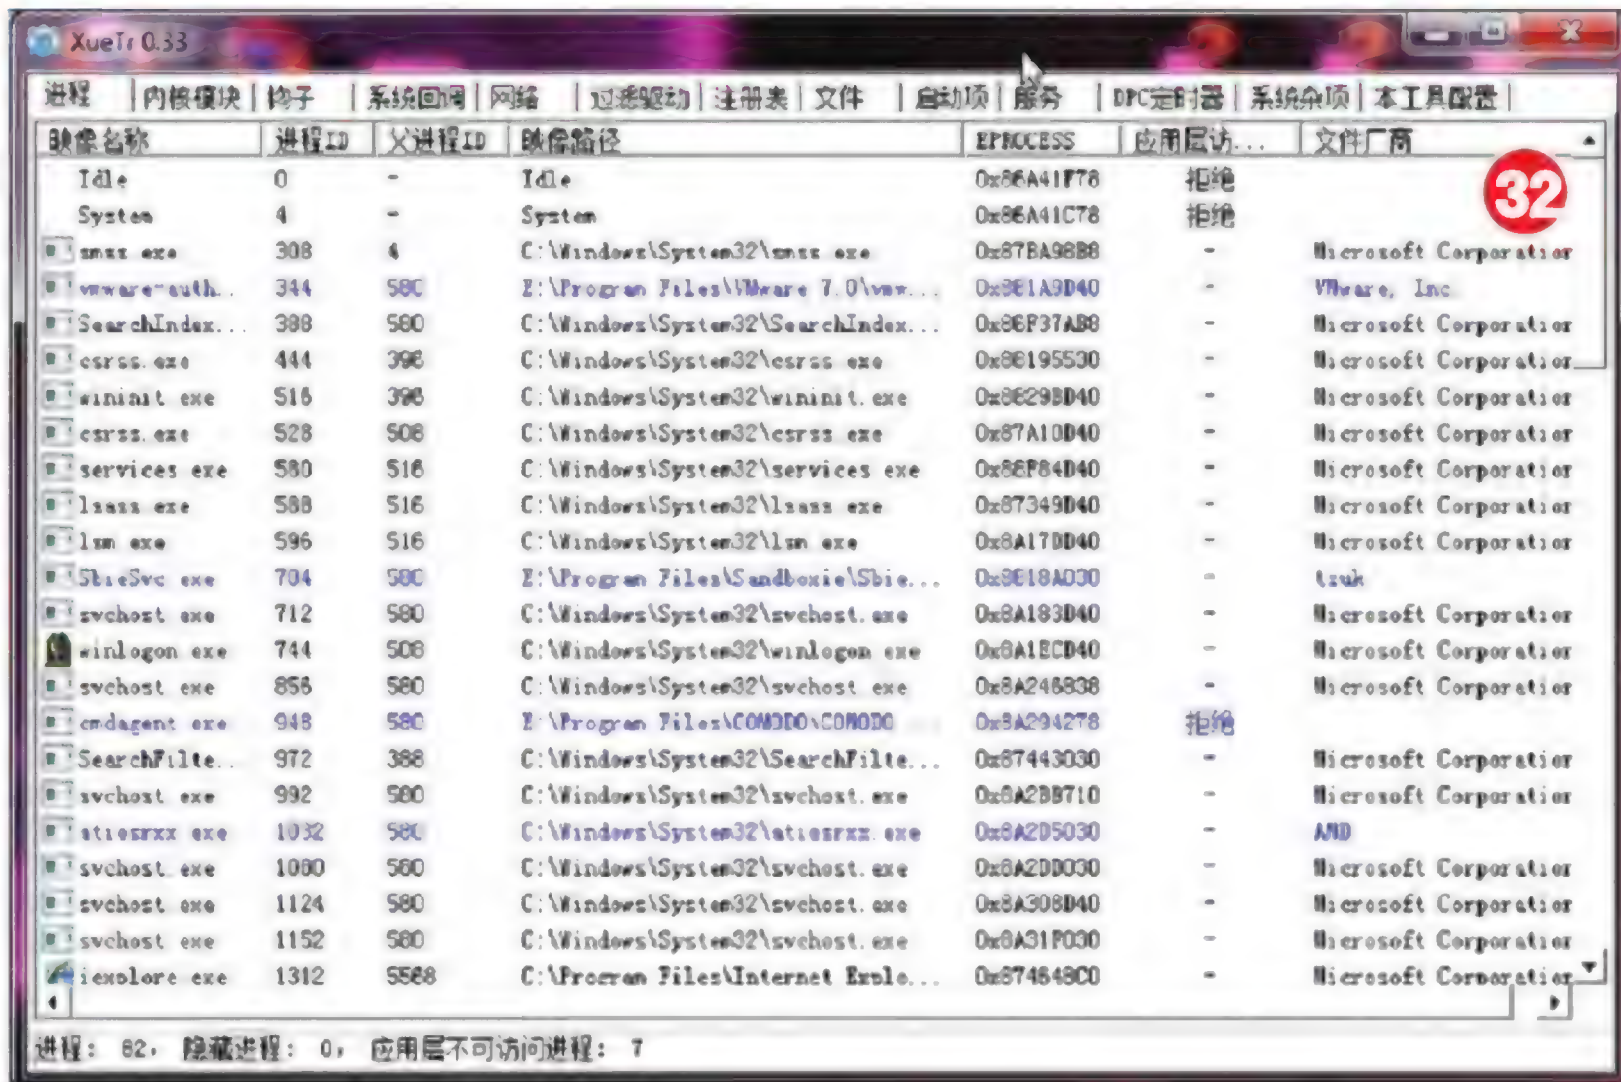 XueTr 0.33
进程 内核模块 钩子 系统回调 网络 过滤驱动 注册表 文件 启动项 服务 DPC定时器 系统杂项 本工具配置
映像名称 进程ID 父进程ID 映像路径 EPROCESS 应用层访... 文件厂商
Idle 0 - Idle 0x86A41F78 拒绝
32
System 4 - System 0x86A41C78 拒绝
smss.exe 308 4 C:\Windows\System32\smss.exe 0x87BA98B8 - Microsoft Corporation
vmware-auth... 344 580 E:\Program Files\VMware 7.0\vmw... 0x881A9D40 - VMware, Inc.
SearchIndex... 388 580 C:\Windows\System32\SearchIndex... 0x86F37AB8 - Microsoft Corporation
csrss.exe 444 396 C:\Windows\System32\csrss.exe 0x88195530 - Microsoft Corporation
wininit.exe 516 396 C:\Windows\System32\wininit.exe 0x8829BD40 - Microsoft Corporation
csrss.exe 528 508 C:\Windows\System32\csrss.exe 0x87A10D40 - Microsoft Corporation
services.exe 580 516 C:\Windows\System32\services.exe 0x86F84D40 - Microsoft Corporation
lsass.exe 588 516 C:\Windows\System32\lsass.exe 0x87349D40 - Microsoft Corporation
lsm.exe 596 516 C:\Windows\System32\lsm.exe 0x8A17DD40 - Microsoft Corporation
SbieSvc.exe 704 580 E:\Program Files\Sandboxie\Sbie... 0x8818A030 - tzuk
svchost.exe 712 580 C:\Windows\System32\svchost.exe 0x8A183D40 - Microsoft Corporation
winlogon.exe 744 508 C:\Windows\System32\winlogon.exe 0x8A1ECD40 - Microsoft Corporation
svchost.exe 856 580 C:\Windows\System32\svchost.exe 0x8A246838 - Microsoft Corporation
cmdagent.exe 948 580 E:\Program Files\COMODO\COMODO ... 0x8A294278 拒绝
SearchFilte... 972 388 C:\Windows\System32\SearchFilte... 0x87443030 - Microsoft Corporation
svchost.exe 992 580 C:\Windows\System32\svchost.exe 0x8A2BB710 - Microsoft Corporation
atiesrxx.exe 1032 580 C:\Windows\System32\atiesrxx.exe 0x8A2D5030 - AMD
svchost.exe 1080 580 C:\Windows\System32\svchost.exe 0x8A2DD030 - Microsoft Corporation
svchost.exe 1124 580 C:\Windows\System32\svchost.exe 0x8A308D40 - Microsoft Corporation
svchost.exe 1152 580 C:\Windows\System32\svchost.exe 0x8A31F030 - Microsoft Corporation
iexplore.exe 1312 5568 C:\Program Files\Internet Explo... 0x874648C0 - Microsoft Corporation
进程: 82, 隐藏进程: 0, 应用层不可访问进程: 7